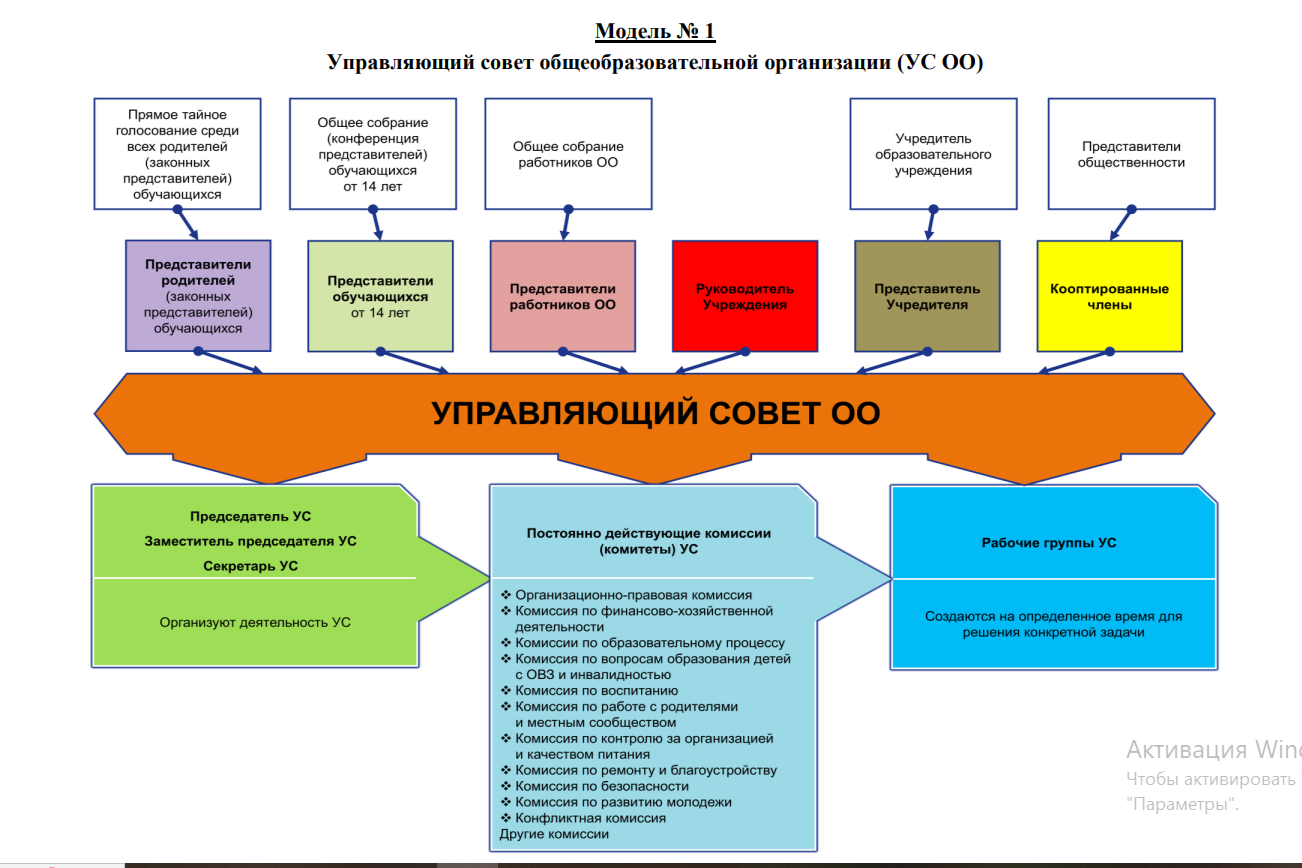 Модель № 1
Управляющий совет общеобразовательной организации (УС ОО)
Прямое тайное
голосование среди
всех родителей
(законных
представителей)
обучающихся
Общее собрание
(конференция
представителей)
обучающихся
от 14 лет
Общее собрание
работников ОО
Учредитель
образовательного
учреждения
Представители
общественности
Представители
родителей
(законных
представителей)
обучающихся
Представители
обучающихся
от 14 лет
Представители
работников ОО
Руководитель
Учреждения
Представитель
Учредителя
Кооптированные
члены
УПРАВЛЯЮЩИЙ СОВЕТ ОО
Председатель УС
Заместитель председателя УС
Секретарь УС
Организуют деятельность УС
Постоянно действующие комиссии
(комитеты) УС
❖ Организационно-правовая комиссия
❖ Комиссия по финансово-хозяйственной
деятельности
❖ Комиссии по образовательному процессу
❖ Комиссия по вопросам образования детей
с ОВЗ и инвалидностью
❖ Комиссия по воспитанию
❖ Комиссия по работе с родителями
и местным сообществом
❖ Комиссия по контролю за организацией
и качеством питания
❖ Комиссия по ремонту и благоустройству
❖ Комиссия по безопасности
❖ Комиссия по развитию молодежи
❖ Конфликтная комиссия
Другие комиссии
Рабочие группы УС
Создаются на определенное время для
решения конкретной задачи
Активация Wind
Чтобы активировать
"Параметры".